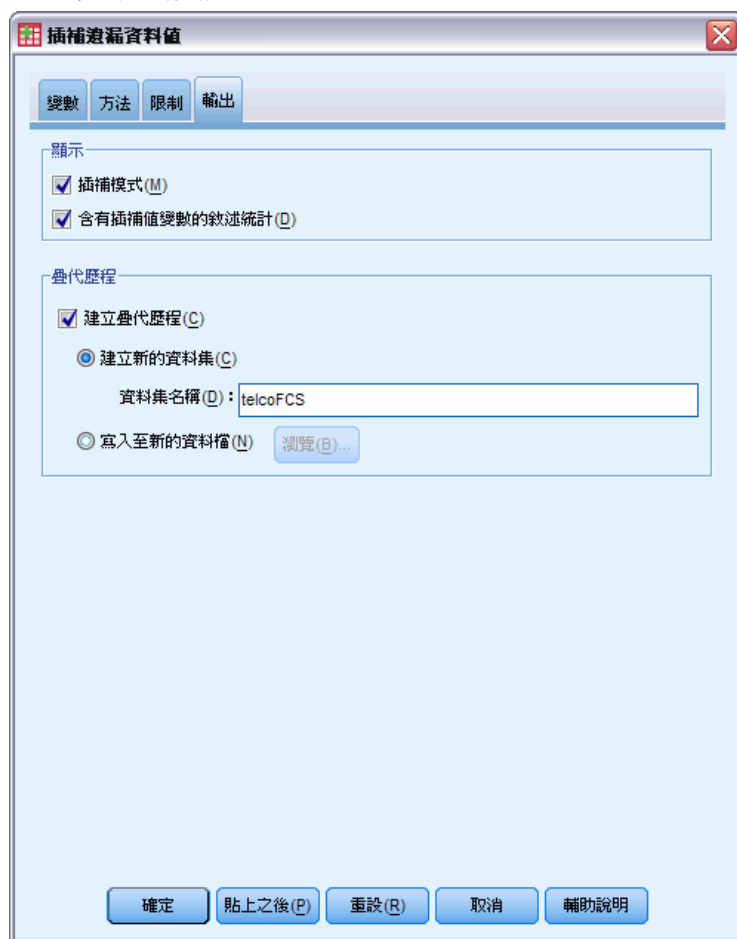 插補遺漏資料值
變數 方法 限制 輸出
顯示
插補模式(M)
含有插補值變數的敘述統計(D)
疊代歷程
建立疊代歷程(C)
建立新的資料集(C)
資料集名稱(D)：telcoFCS
寫入至新的資料檔(N) 瀏覽(B)...
確定 貼上之後(P) 重設(R) 取消 輔助說明